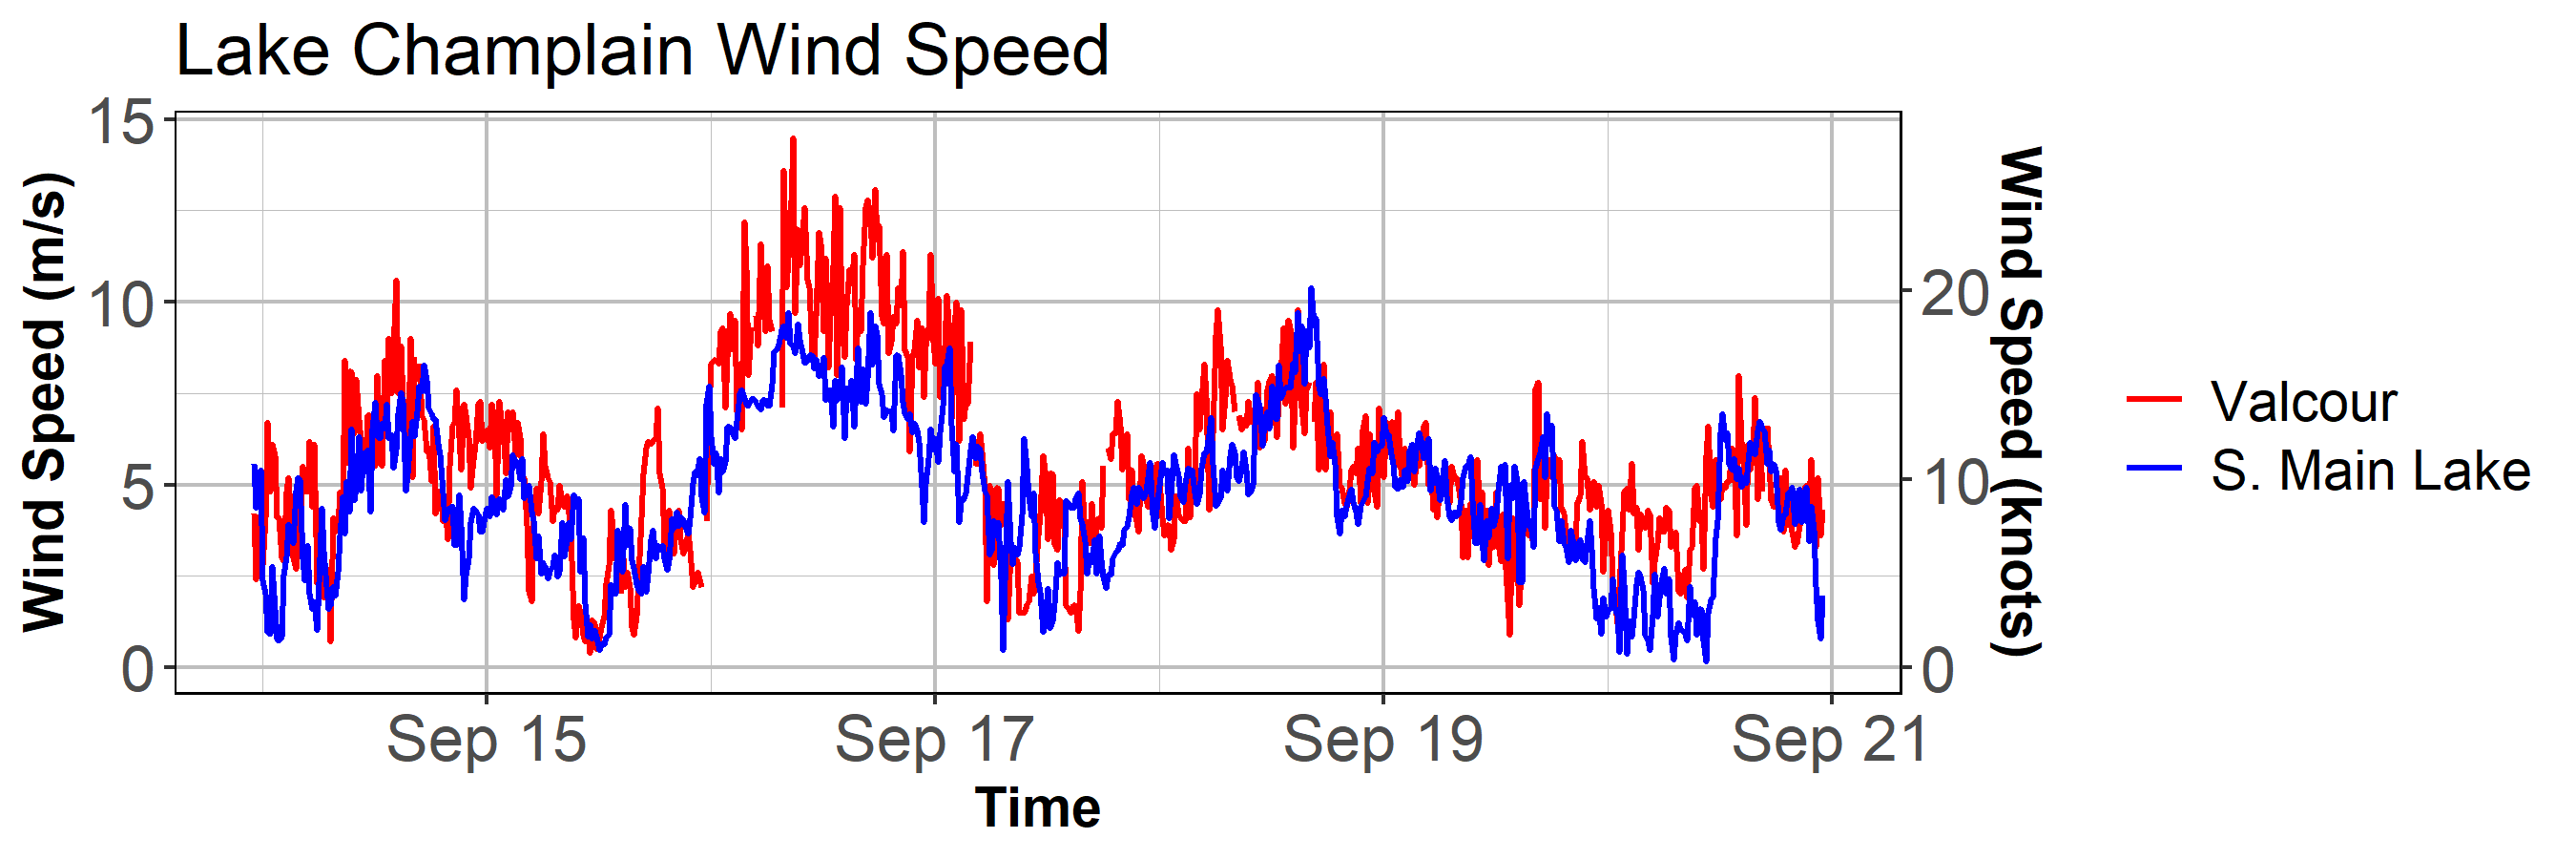 Lake Champlain Wind Speed
Wind Speed (m/s)
15
10
5
0
Sep 15
Sep 17
Sep 19
Sep 21
Time
20
10
0
Wind Speed (knots)
Valcour
S. Main Lake